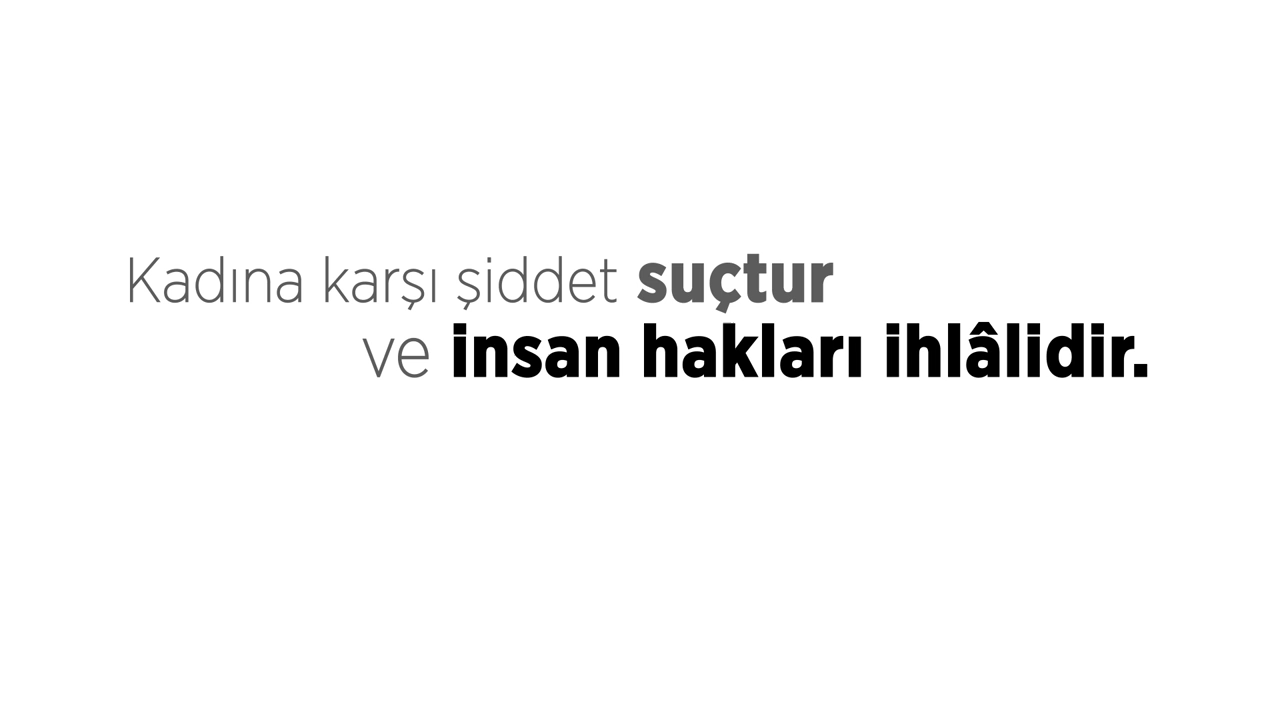 Kadına karşı şiddet suçtur
ve insan hakları ihlâlidir.